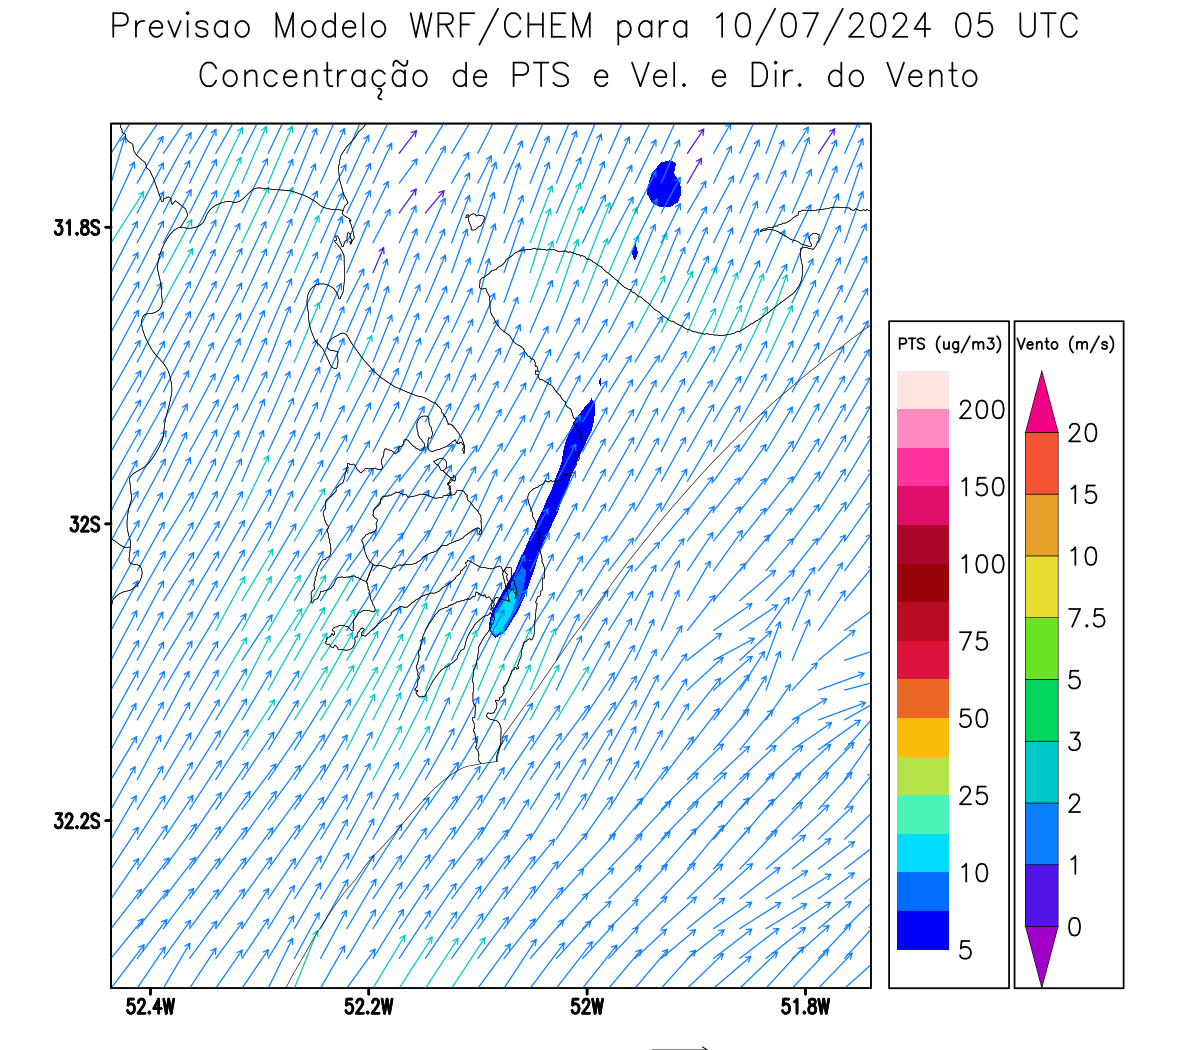 Previsao Modelo WRF/CHEM para 10/07/2024 05 UTC
Concentração de PTS e Vel. e Dir. do Vento
31.8S
32S
32.2S
52.4W
52.2W
52W
51.8W
PTS (ug/m3)
200
150
100
75
50
25
10
5
Vento (m/s)
20
15
10
7.5
5
3
2
1
0